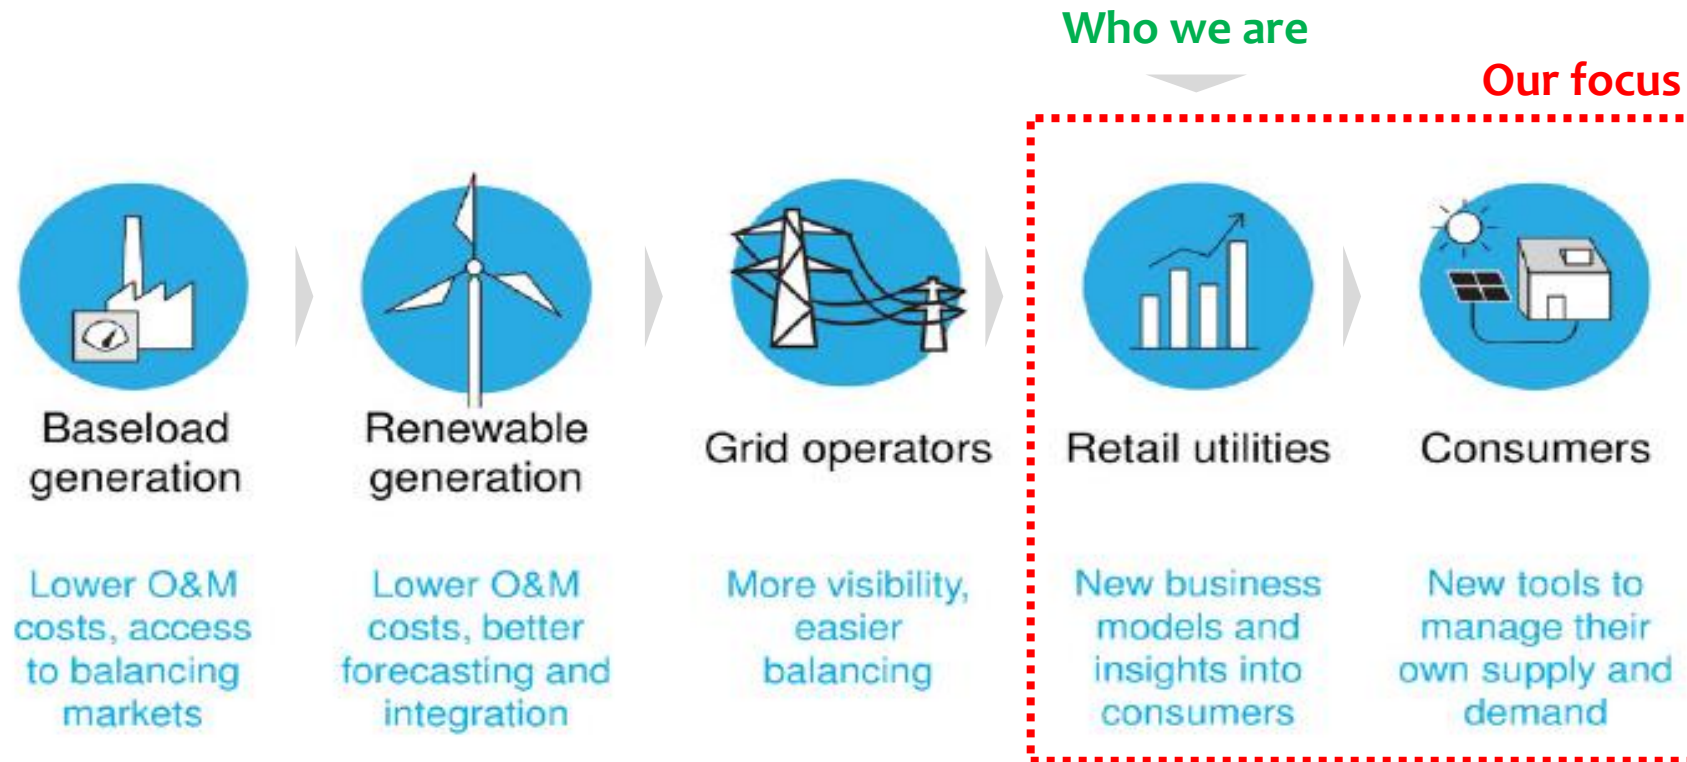 Who we are
Our focus
Baseload
generation
Renewable
generation
Grid operators
Retail utilities
Consumers
Lower O&M
costs, access
to balancing
markets
Lower O&M
costs, better
forecasting and
integration
More visibility,
easier
balancing
New business
models and
insights into
consumers
New tools to
manage their
own supply and
demand